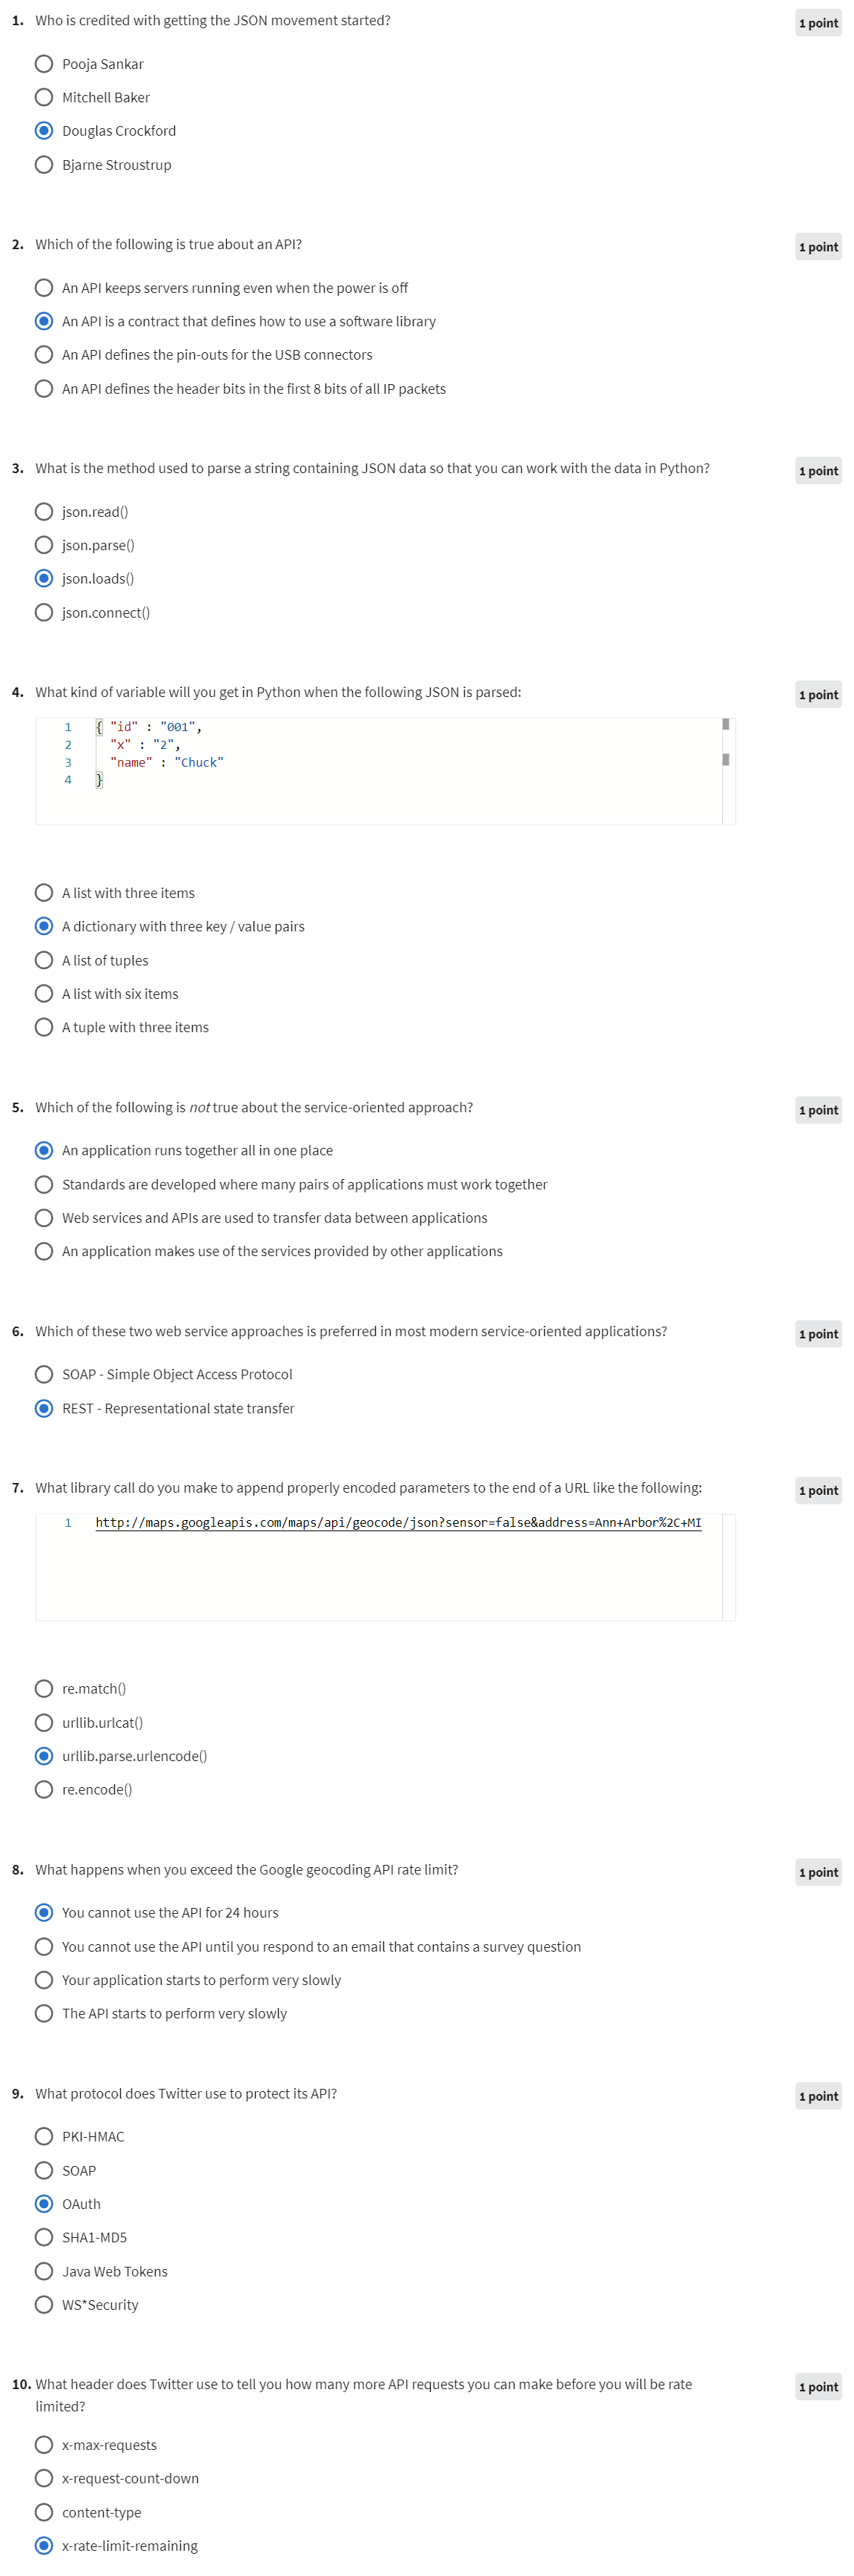 1. Who is credited with getting the JSON movement started?
1 point
Pooja Sankar
Mitchell Baker
Douglas Crockford
Bjarne Stroustrup
2. Which of the following is true about an API?
1 point
An API keeps servers running even when the power is off
An API is a contract that defines how to use a software library
An API defines the pin-outs for the USB connectors
An API defines the header bits in the first 8 bits of all IP packets
3. What is the method used to parse a string containing JSON data so that you can work with the data in Python?
1 point
json.read()
json.parse()
json.loads()
json.connect()
4. What kind of variable will you get in Python when the following JSON is parsed:
1 point
1 { "id" : "001",
2 "x" : "2",
3 "name" : "Chuck"
4 }
A list with three items
A dictionary with three key / value pairs
A list of tuples
A list with six items
A tuple with three items
5. Which of the following is not true about the service-oriented approach?
1 point
An application runs together all in one place
Standards are developed where many pairs of applications must work together
Web services and APIs are used to transfer data between applications
An application makes use of the services provided by other applications
6. Which of these two web service approaches is preferred in most modern service-oriented applications?
1 point
SOAP - Simple Object Access Protocol
REST - Representational state transfer
7. What library call do you make to append properly encoded parameters to the end of a URL like the following:
1 point
1 http://maps.googleapis.com/maps/api/geocode/json?sensor=false&address=Ann+Arbor%2C+MI
re.match()
urllib.urlcat()
urllib.parse.urlencode()
re.encode()
8. What happens when you exceed the Google geocoding API rate limit?
1 point
You cannot use the API for 24 hours
You cannot use the API until you respond to an email that contains a survey question
Your application starts to perform very slowly
The API starts to perform very slowly
9. What protocol does Twitter use to protect its API?
1 point
PKI-HMAC
SOAP
OAuth
SHA1-MD5
Java Web Tokens
WS*Security
10. What header does Twitter use to tell you how many more API requests you can make before you will be rate
limited?
1 point
x-max-requests
x-request-count-down
content-type
x-rate-limit-remaining